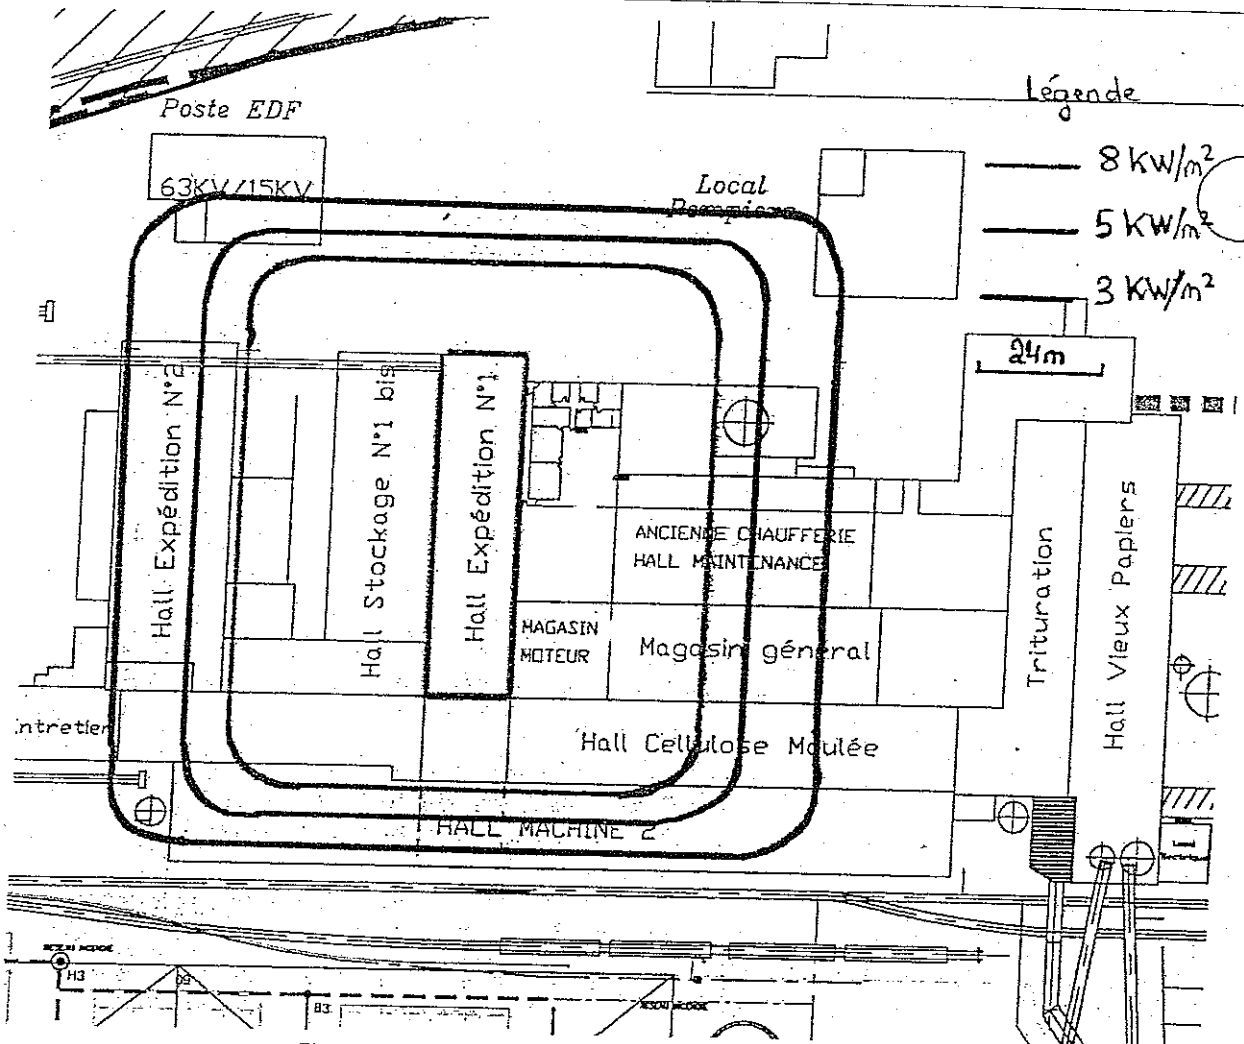 Légende
Poste EDF
63KV/15KV
8 KW/m²
Local
Pompiers
5 KW/m²
3 KW/m²
24m
Hall Expédition N°2
Hall Stockage N°1 bis
Hall Expédition N°1
ANCIENNE CHAUFFERIE
HALL MAINTENANCE
MAGASIN
MOTEUR
Magasin général
Trituration
Hall Vieux Papiers
ntretien
Hall Cellulose Moulée
HALL MACHINE 2
Local
H3
B3